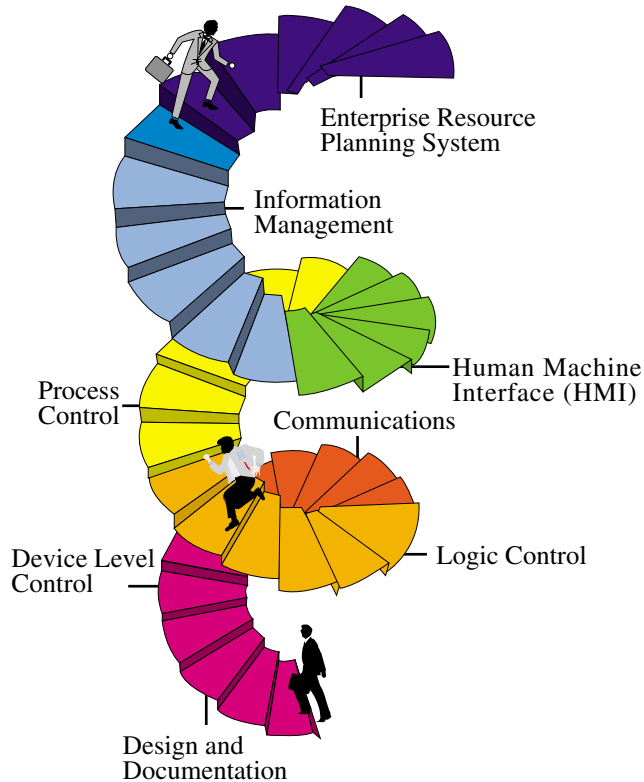 Enterprise Resource
Planning System
Information
Management
Human Machine
Interface (HMI)
Process
Control
Communications
Device Level
Control
Logic Control
Design and
Documentation